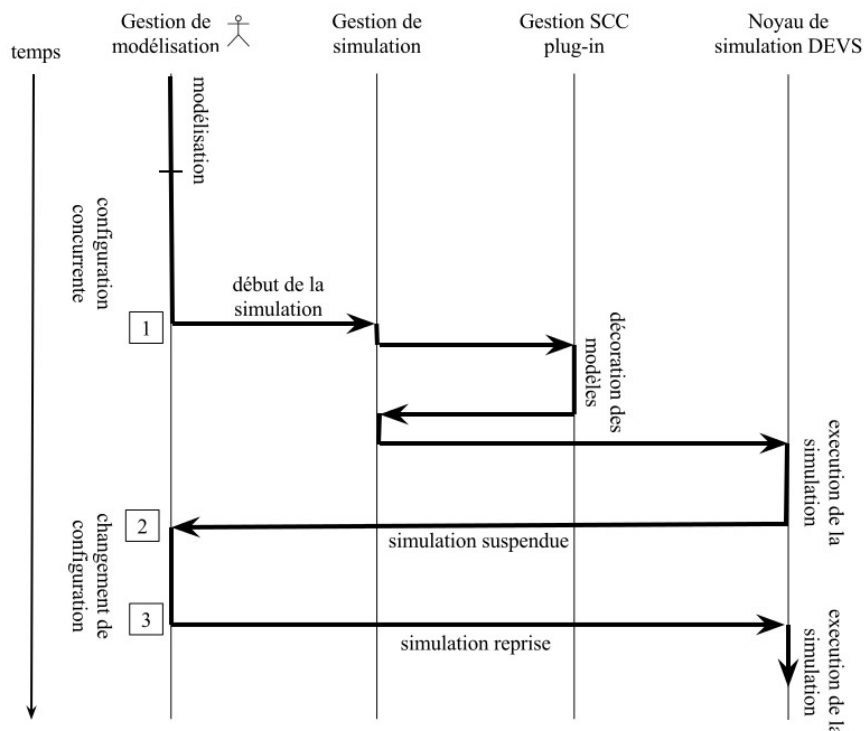 temps
Gestion de
modélisation
Gestion de
simulation
Gestion SCC
plug-in
Noyau de
simulation DEVS
modélisation
configuration
concurrente
début de la
simulation
1
décoration des
modèles
execution de la
simulation
2
simulation suspendue
changement de
configuration
3
simulation reprise
execution de la
simulation